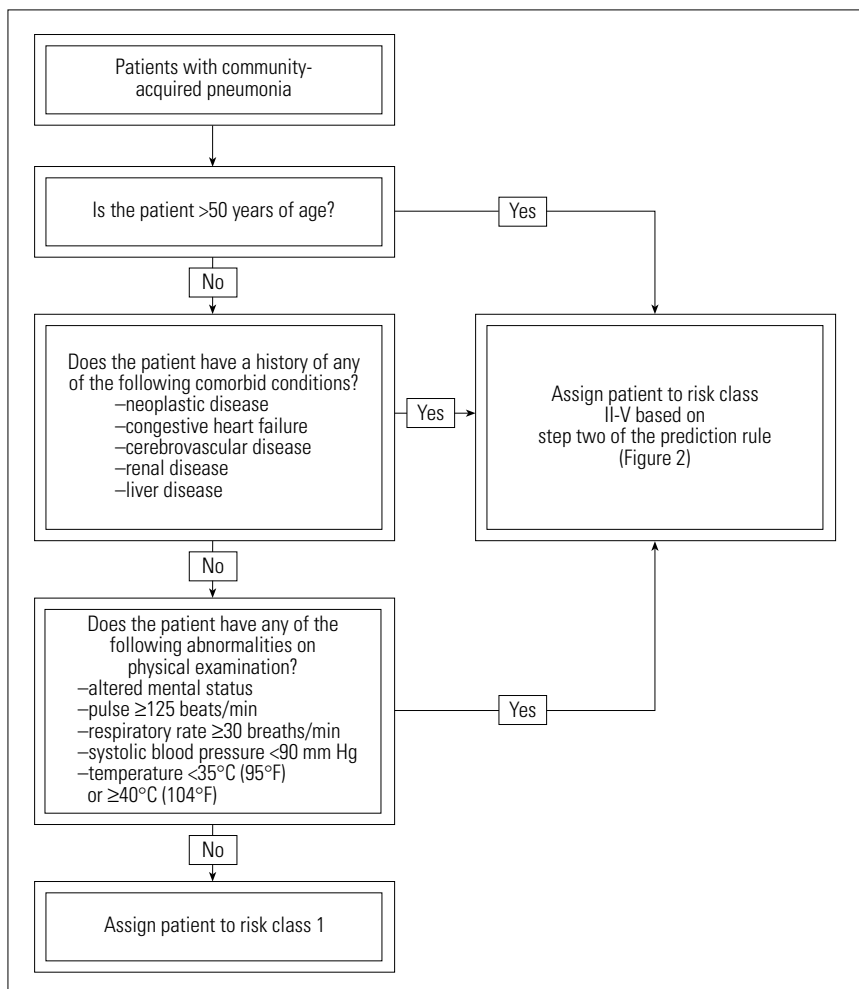 Patients with community-
acquired pneumonia
Is the patient >50 years of age?
Yes
No
Does the patient have a history of any
of the following comorbid conditions?
–neoplastic disease
–congestive heart failure
–cerebrovascular disease
–renal disease
–liver disease
Yes
Assign patient to risk class
II-V based on
step two of the prediction rule
(Figure 2)
No
Does the patient have any of the
following abnormalities on
physical examination?
–altered mental status
–pulse ≥125 beats/min
–respiratory rate ≥30 breaths/min
–systolic blood pressure <90 mm Hg
–temperature <35°C (95°F)
or ≥40°C (104°F)
Yes
No
Assign patient to risk class 1